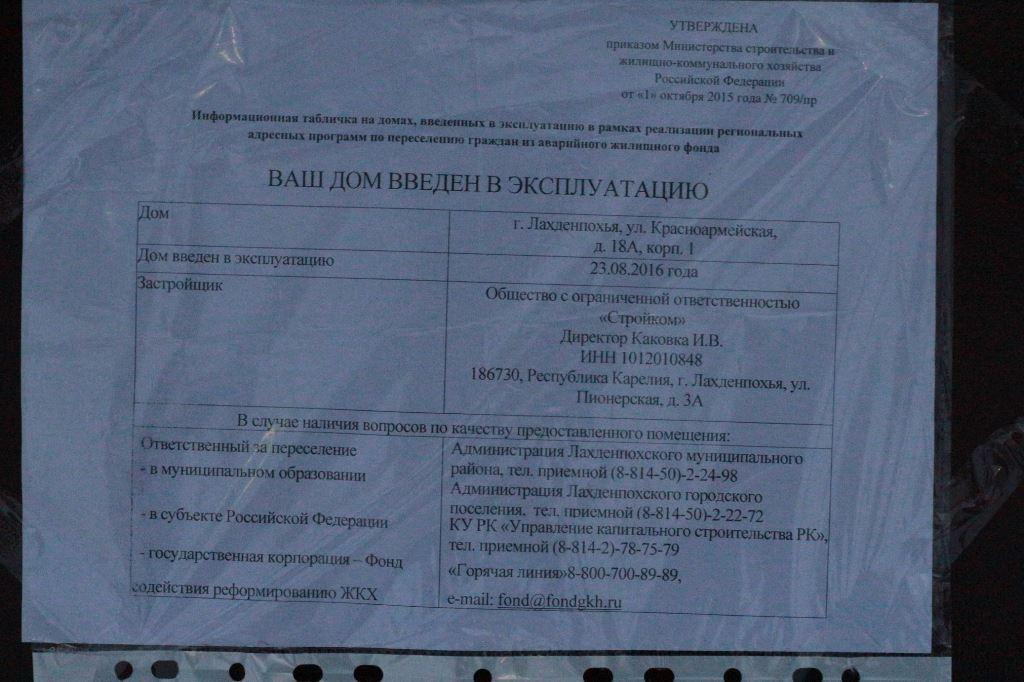 УТВЕРЖДЕНА
приказом Министерства строительства и
жилищно-коммунального хозяйства
Российской Федерации
от «1» октября 2015 года № 709/пр
Информационная табличка на домах, введенных в эксплуатацию в рамках реализации региональных
адресных программ по переселению граждан из аварийного жилищного фонда
ВАШ ДОМ ВВЕДЕН В ЭКСПЛУАТАЦИЮ
Дом
г. Лахденпохья, ул. Красноармейская,
д. 18А, корп. 1
Дом введен в эксплуатацию
23.08.2016 года
Застройщик
Общество с ограниченной ответственностью
«Стройком»
Директор Каковка И.В.
ИНН 1012010848
186730, Республика Карелия, г. Лахденпохья, ул.
Пионерская, д. 3А
В случае наличия вопросов по качеству предоставленного помещения:
Ответственный за переселение
- в муниципальном образовании
- в субъекте Российской Федерации
- государственная корпорация – Фонд
содействия реформированию ЖКХ
Администрация Лахденпохского муниципального
района, тел. приемной (8-814-50)-2-24-98
Администрация Лахденпохского городского
поселения, тел. приемной (8-814-50)-2-22-72
КУ РК «Управление капитального строительства РК»,
тел. приемной (8-814-2)-78-75-79
«Горячая линия»8-800-700-89-89,
e-mail: fond@fondgkh.ru